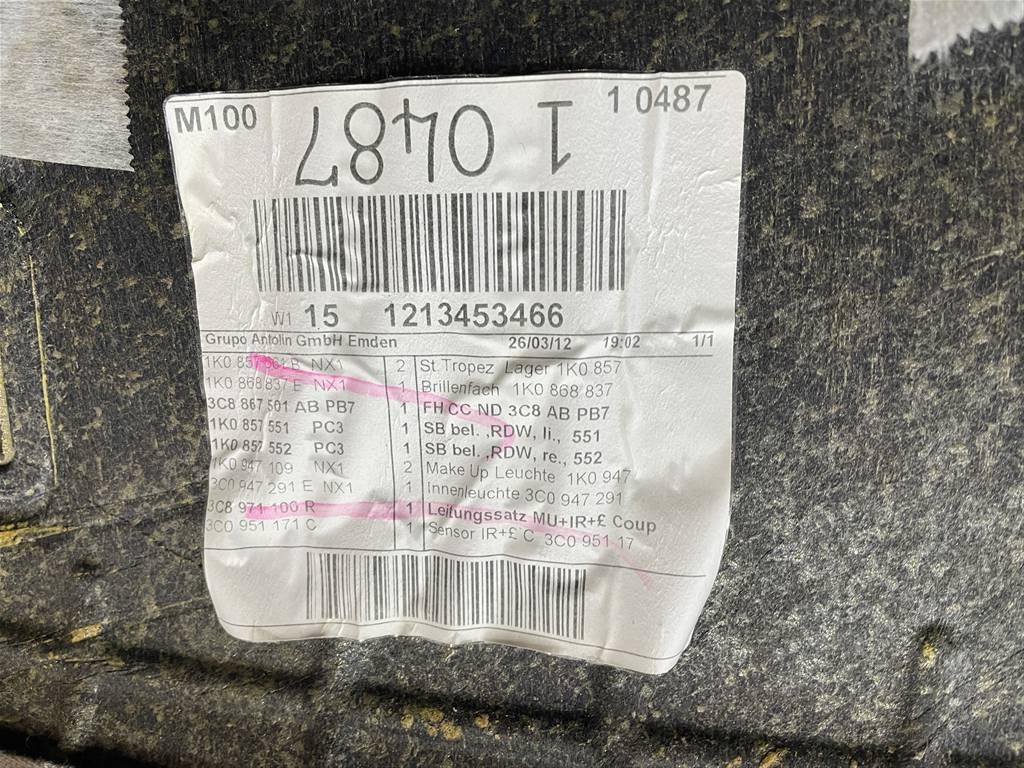 M100
1 0487
1 0487
W1 15 1213453466
Grupo Antolin GmbH Emden 26/03/12 19:02 1/1
1K0 857 561 B NX1 2 St.Tropez Lager 1K0 857
1K0 868 837 E NX1 1 Brillenfach 1K0 868 837
3C8 867 501 AB PB7 1 FH CC ND 3C8 AB PB7
1K0 857 551 PC3 1 SB bel. ,RDW, li., 551
1K0 857 552 PC3 1 SB bel. ,RDW, re., 552
1K0 947 109 NX1 2 Make Up Leuchte 1K0 947
3C0 947 291 E NX1 1 Innenleuchte 3C0 947 291
3C8 971 100 R 1 Leitungssatz MU+IR+£ Coup
3C0 951 171 C 1 Sensor IR+£ C 3C0 951 17